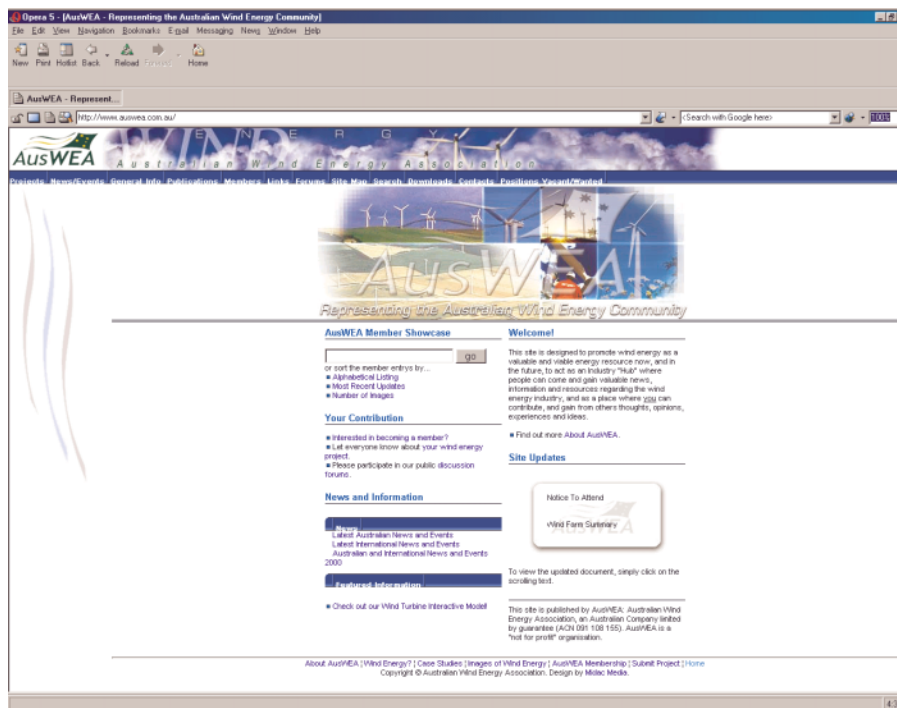 Opera 5 - [AusWEA - Representing the Australian Wind Energy Community]
File Edit View Navigation Bookmarks E-mail Messaging News Window Help
New Print Hotlist Back Reload Forward Home
AusWEA - Represent...
http://www.auswea.com.au/ <Search with Google here> 100%
WIND ENERGY
AusWEA
Australian Wind Energy Association
Projects News/Events General Info Publications Members Links Forums Site Map Search Downloads Contacts Positions Vacant/Wanted
AusWEA
Representing the Australian Wind Energy Community
AusWEA Member Showcase
go
or sort the member entrys by...
Alphabetical Listing
Most Recent Updates
Number of Images
Your Contribution
Interested in becoming a member?
Let everyone know about your wind energy
project.
Please participate in our public discussion
forums.
News and Information
News
Latest Australian News and Events
Latest International News and Events
Australian and International News and Events
2000
Featured Information
Check out our Wind Turbine Interactive Model!
Welcome!
This site is designed to promote wind energy as a
valuable and viable energy resource now, and in
the future, to act as an industry "Hub" where
people can come and gain valuable news,
information and resources regarding the wind
energy industry, and as a place where you can
contribute, and gain from others thoughts, opinions,
experiences and ideas.
Find out more About AusWEA.
Site Updates
Notice To Attend
Wind Farm Summary
AusWEA
To view the updated document, simply click on the
scrolling text.
This site is published by AusWEA: Australian Wind
Energy Association, an Australian Company limited
by guarantee (ACN 091 108 155). AusWEA is a
"not for profit" organisation.
About AusWEA | Wind Energy? | Case Studies | Images of Wind Energy | AusWEA Membership | Submit Project | Home
Copyright © Australian Wind Energy Association. Design by Midac Media.